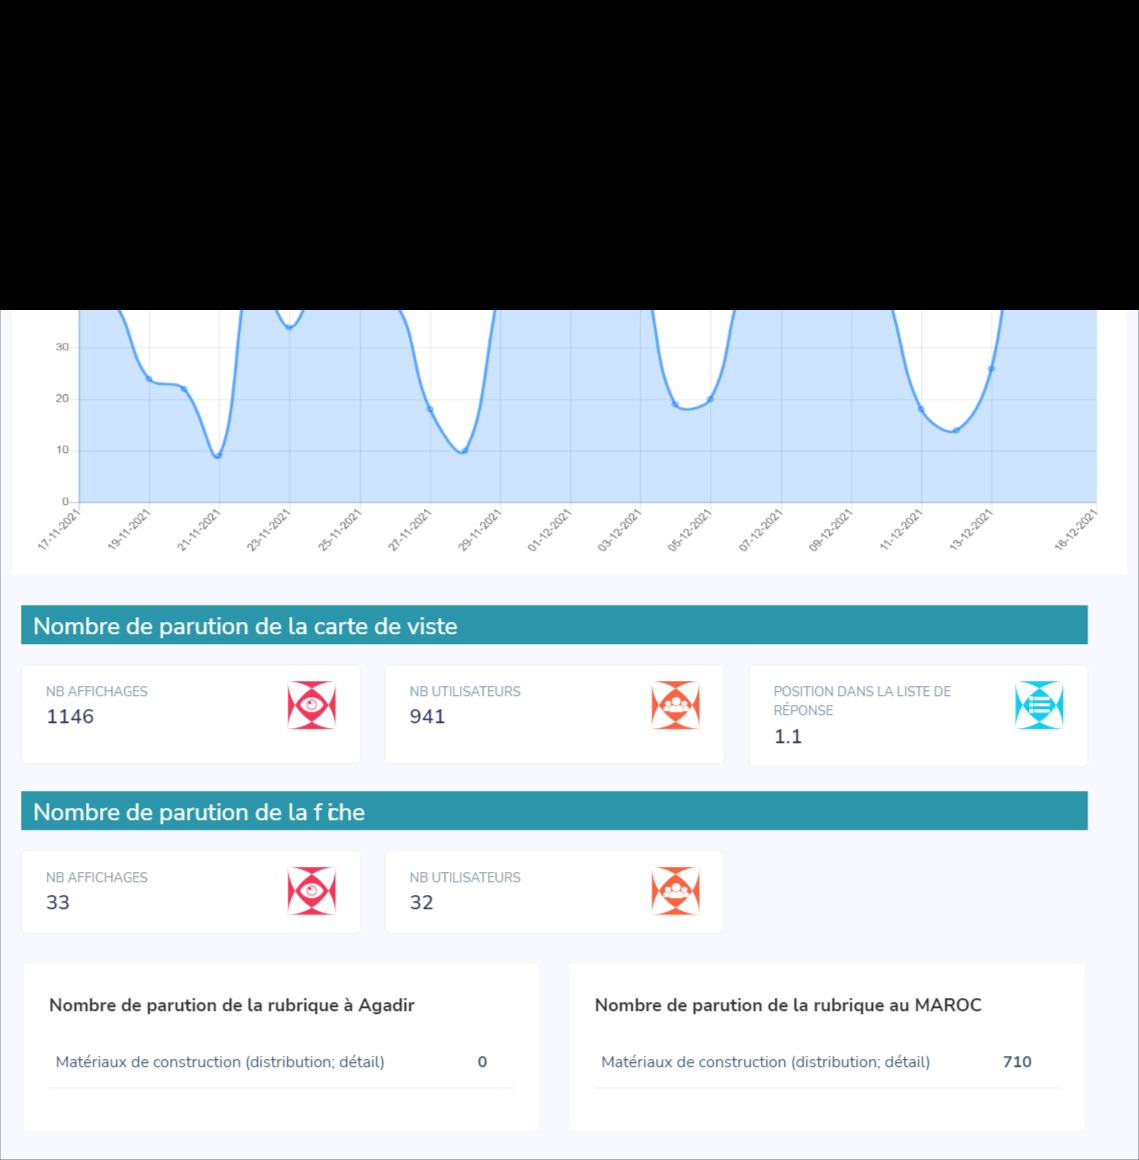 30
20
10
0
17-11-2021 19-11-2021 21-11-2021 23-11-2021 25-11-2021 27-11-2021 29-11-2021 01-12-2021 03-12-2021 05-12-2021 07-12-2021 09-12-2021 11-12-2021 13-12-2021 16-12-2021
Nombre de parution de la carte de viste
NB AFFICHAGES
1146
NB UTILISATEURS
941
POSITION DANS LA LISTE DE
RÉPONSE
1.1
Nombre de parution de la fiche
NB AFFICHAGES
33
NB UTILISATEURS
32
Nombre de parution de la rubrique à Agadir
Matériaux de construction (distribution; détail) 0
Nombre de parution de la rubrique au MAROC
Matériaux de construction (distribution; détail) 710